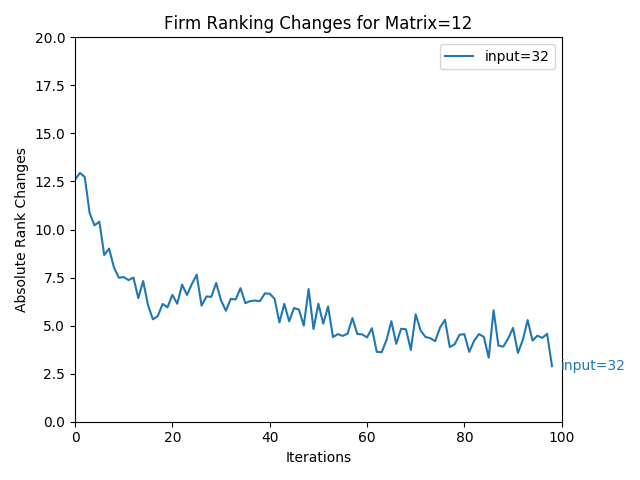 Firm Ranking Changes for Matrix=12
20.0
17.5
15.0
12.5
10.0
7.5
5.0
2.5
0.0
Absolute Rank Changes
input=32
input=32
0 20 40 60 80 100
Iterations